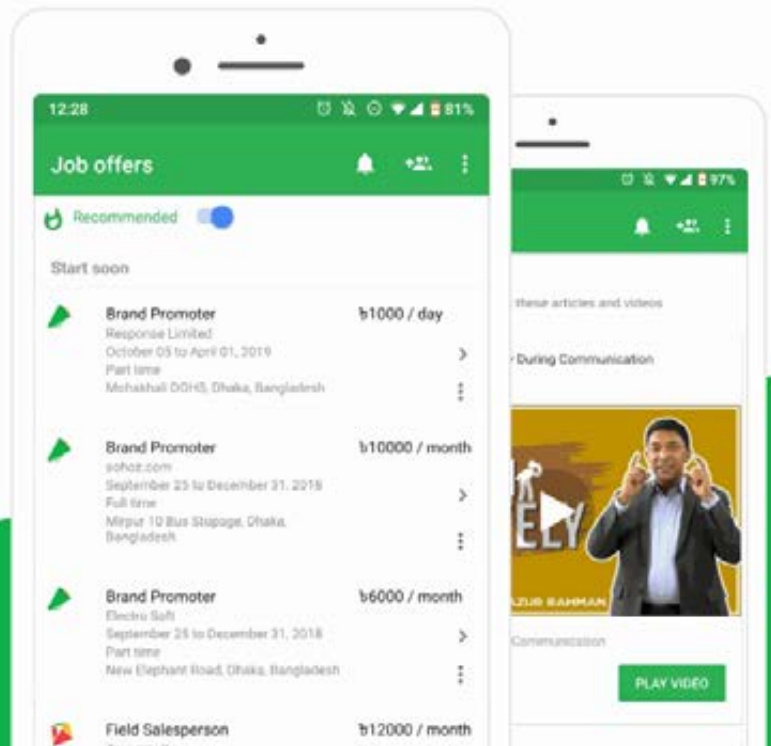 12:28
81%
Job offers
Recommended
Start soon
Brand Promoter
৳1000 / day
Response Limited
October 05 to April 01, 2019
Part time
Mohakhali DOHS, Dhaka, Bangladesh
Brand Promoter
৳10000 / month
sohoz.com
September 25 to December 31, 2018
Full time
Mirpur 10 Bus Stopage, Dhaka,
Bangladesh
Brand Promoter
৳6000 / month
Electro Soft
September 25 to December 31, 2018
Part time
New Elephant Road, Dhaka, Bangladesh
Field Salesperson
৳12000 / month
97%
these articles and videos
During Communication
ELY
AZUR RAHMAN
Communication
PLAY VIDEO